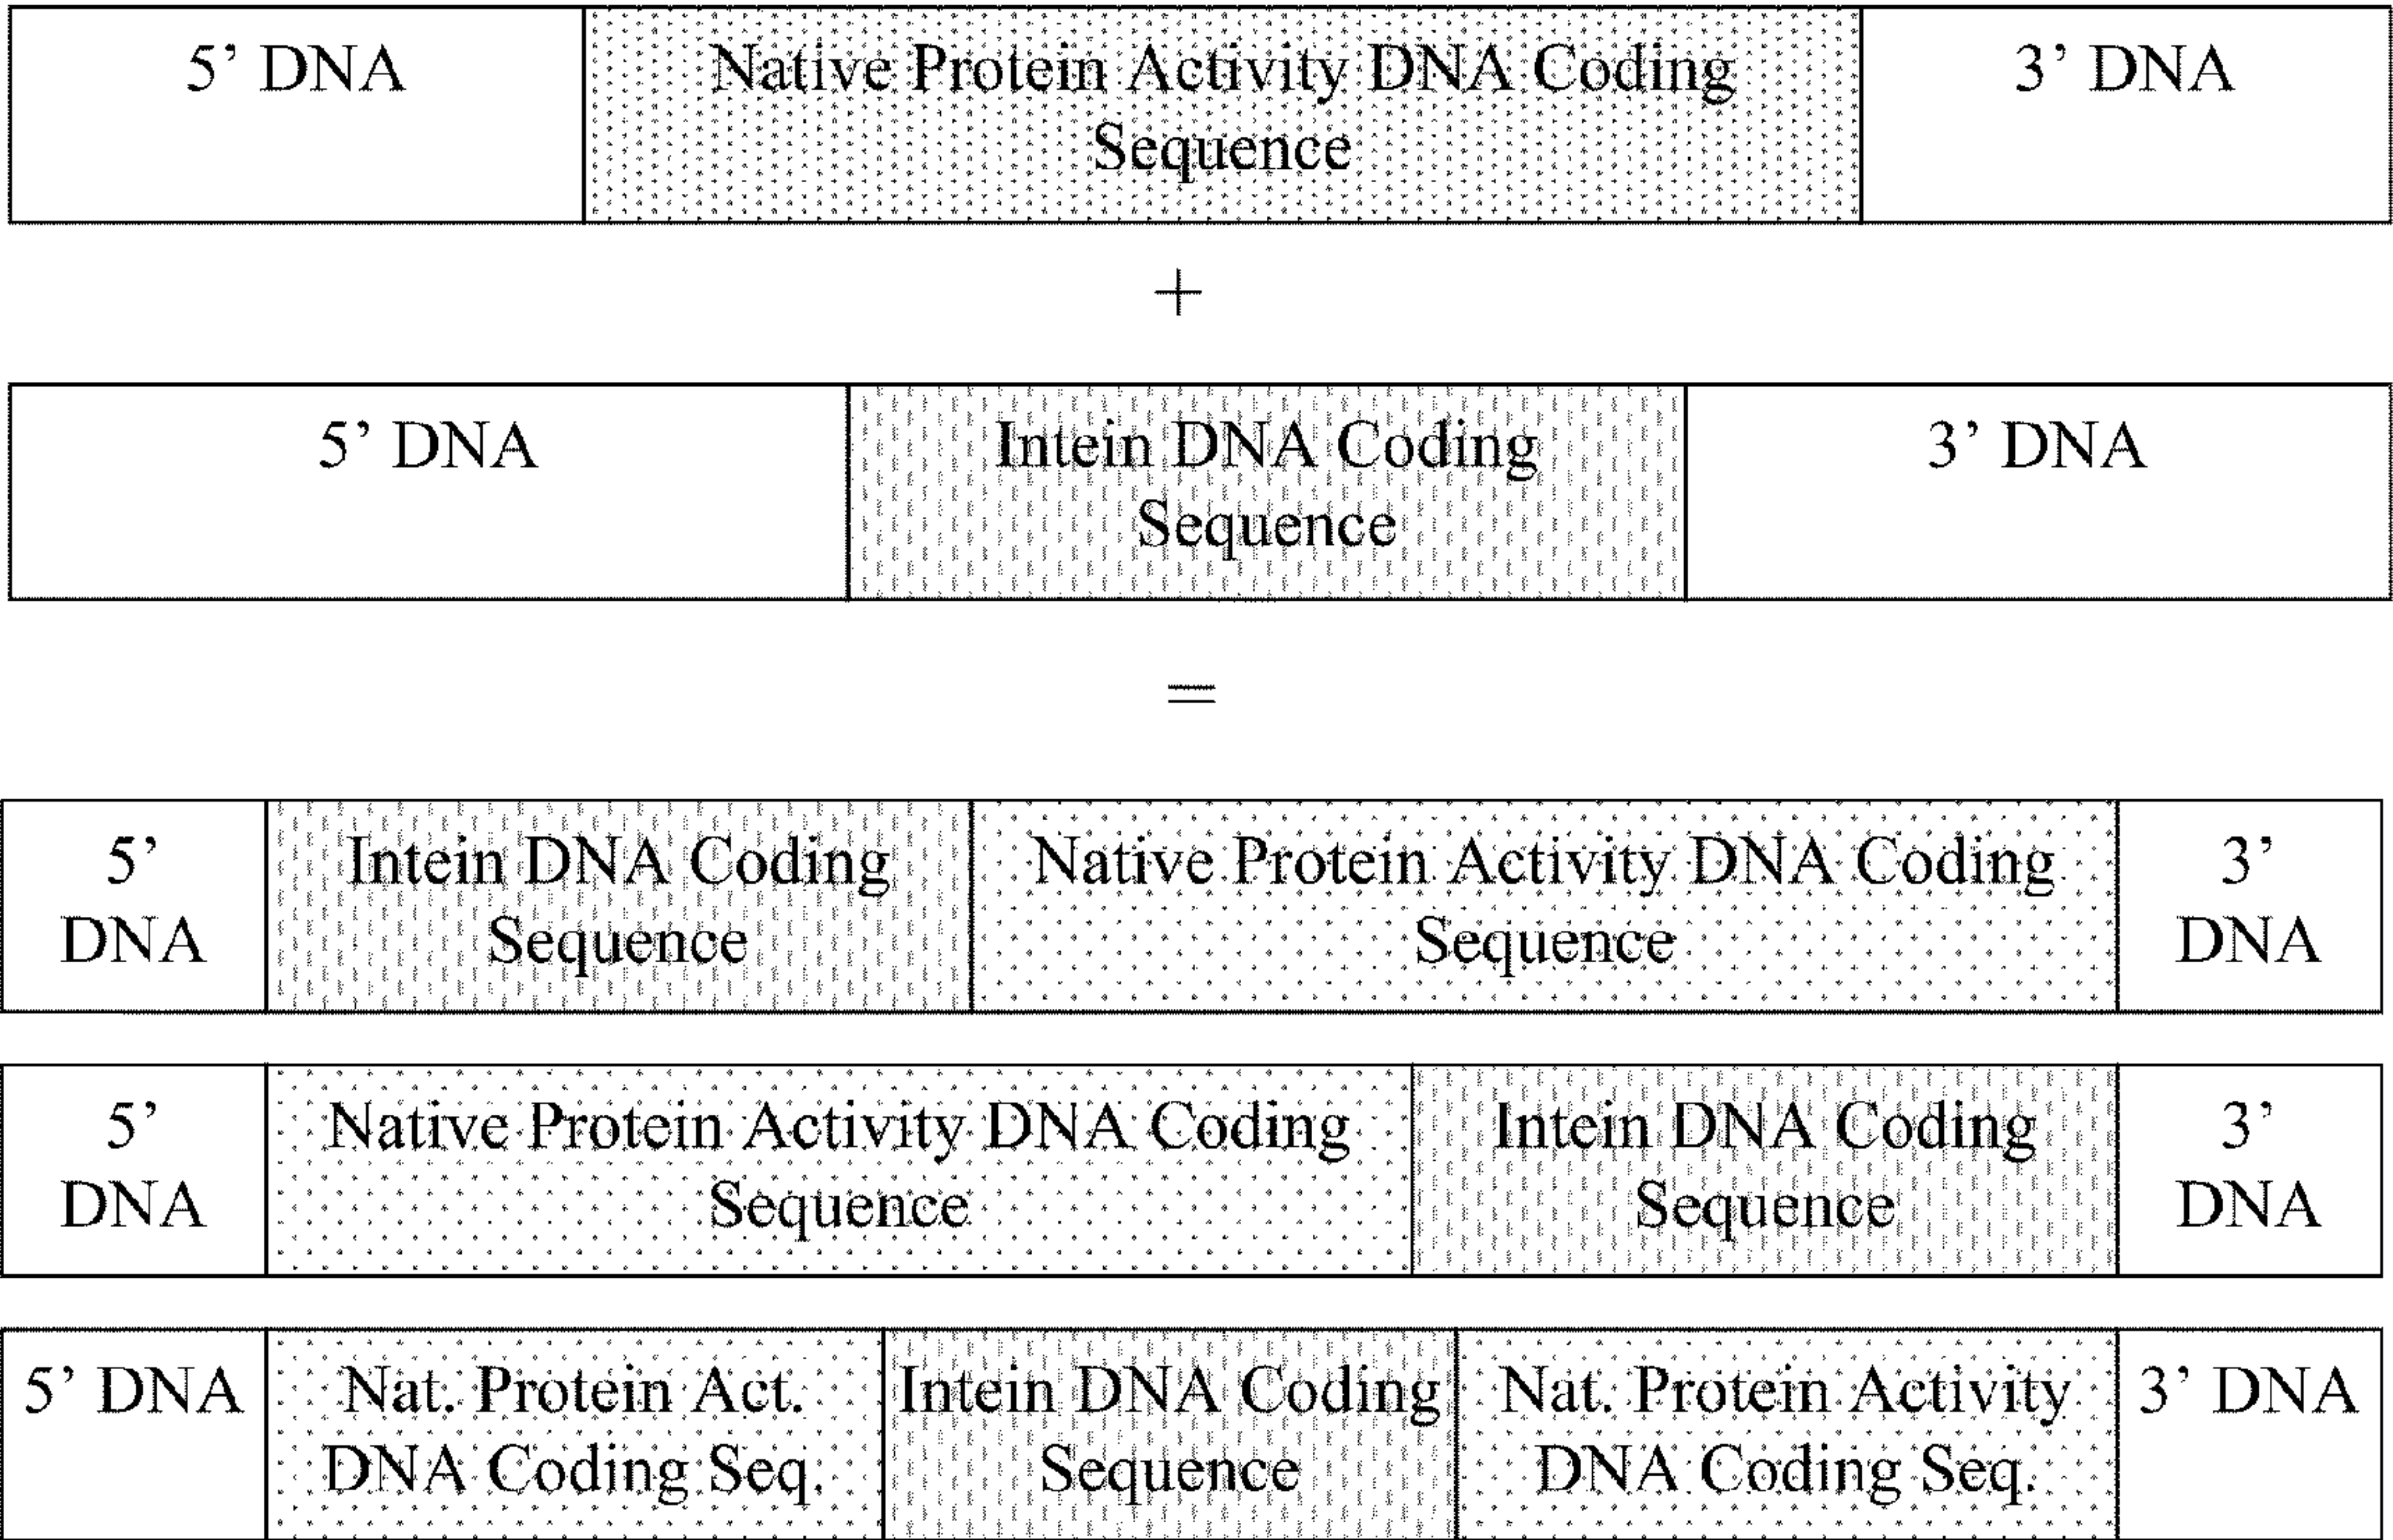 5’ DNA
Native Protein Activity DNA Coding
Sequence
3’ DNA
+
5’ DNA
Intein DNA Coding
Sequence
3’ DNA
=
5’
DNA
Intein DNA Coding
Sequence
Native Protein Activity DNA Coding
Sequence
3’
DNA
5’
DNA
Native Protein Activity DNA Coding
Sequence
Intein DNA Coding
Sequence
3’
DNA
5’ DNA
Nat. Protein Act.
DNA Coding Seq.
Intein DNA Coding
Sequence
Nat. Protein Activity
DNA Coding Seq.
3’ DNA